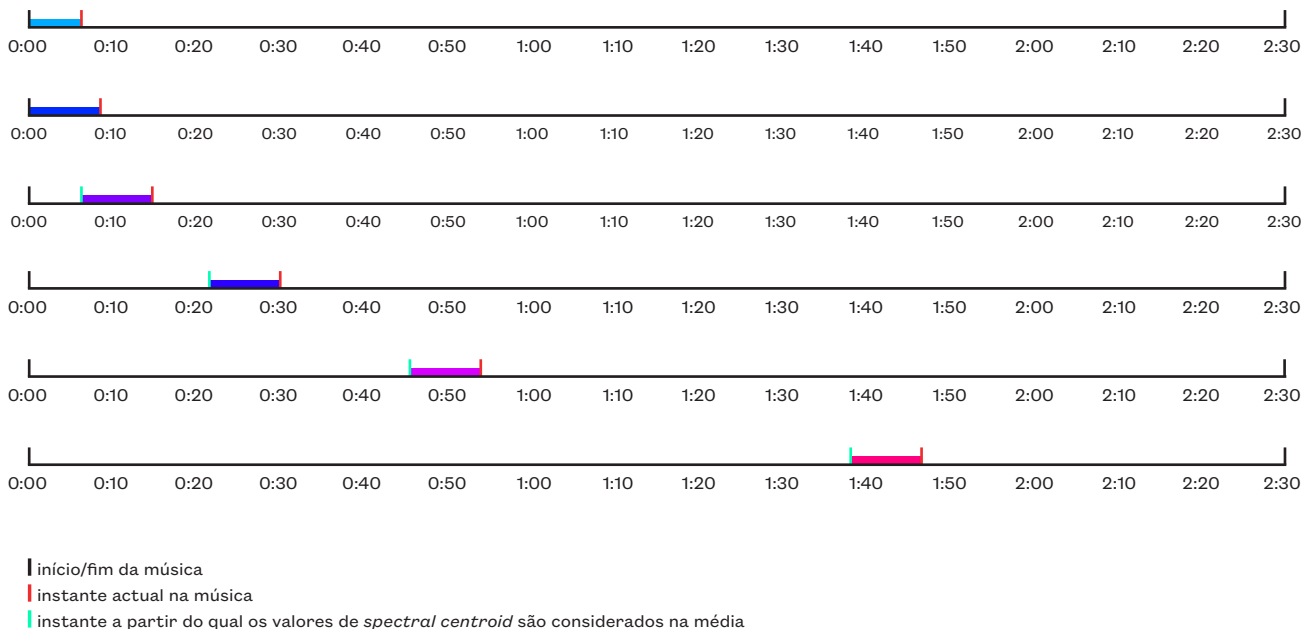 0:00 0:10 0:20 0:30 0:40 0:50 1:00 1:10 1:20 1:30 1:40 1:50 2:00 2:10 2:20 2:30
0:00 0:10 0:20 0:30 0:40 0:50 1:00 1:10 1:20 1:30 1:40 1:50 2:00 2:10 2:20 2:30
0:00 0:10 0:20 0:30 0:40 0:50 1:00 1:10 1:20 1:30 1:40 1:50 2:00 2:10 2:20 2:30
0:00 0:10 0:20 0:30 0:40 0:50 1:00 1:10 1:20 1:30 1:40 1:50 2:00 2:10 2:20 2:30
0:00 0:10 0:20 0:30 0:40 0:50 1:00 1:10 1:20 1:30 1:40 1:50 2:00 2:10 2:20 2:30
0:00 0:10 0:20 0:30 0:40 0:50 1:00 1:10 1:20 1:30 1:40 1:50 2:00 2:10 2:20 2:30
início/fim da música
instante actual na música
instante a partir do qual os valores de spectral centroid são considerados na média